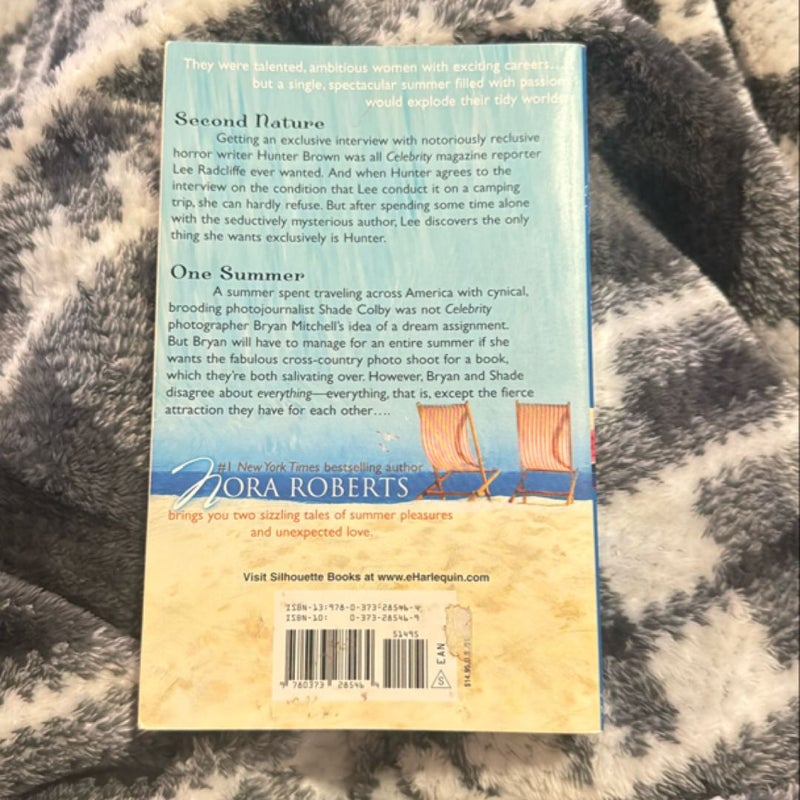 They were talented, ambitious women with exciting careers....
but a single, spectacular summer filled with passion
would explode their tidy worlds.
Second Nature
Getting an exclusive interview with notoriously reclusive
horror writer Hunter Brown was all Celebrity magazine reporter
Lee Radcliffe ever wanted. And when Hunter agrees to the
interview on the condition that Lee conduct it on a camping
trip, she can hardly refuse. But after spending some time alone
with the seductively mysterious author, Lee discovers the only
thing she wants exclusively is Hunter.
One Summer
A summer spent traveling across America with cynical,
brooding photojournalist Shade Colby was not Celebrity
photographer Bryan Mitchell's idea of a dream assignment.
But Bryan will have to manage for an entire summer if she
wants the fabulous cross-country photo shoot for a book,
which they're both salivating over. However, Bryan and Shade
disagree about everything—everything, that is, except the fierce
attraction they have for each other....
#1 New York Times bestselling author
NORA ROBERTS
brings you two sizzling tales of summer pleasures
and unexpected love.
Visit Silhouette Books at www.eHarlequin.com
ISBN-13:978-0-373-28546-4
ISBN-10: 0-373-28546-9
51495
9 780373 28546
EAN
S
$14.95